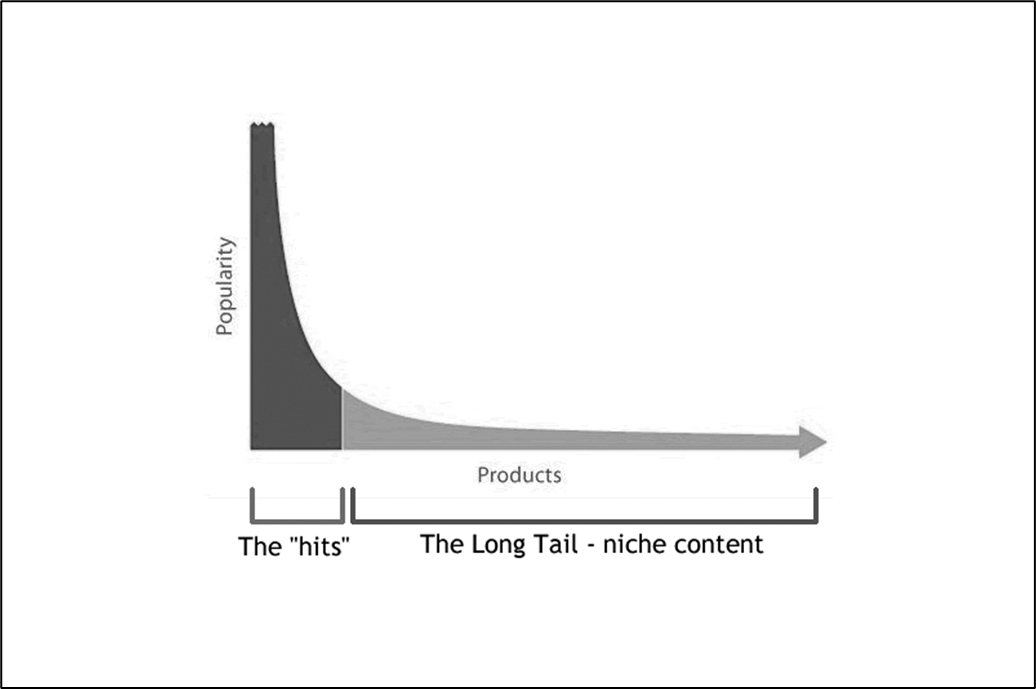 Popularity
Products
The "hits"
The Long Tail - niche content